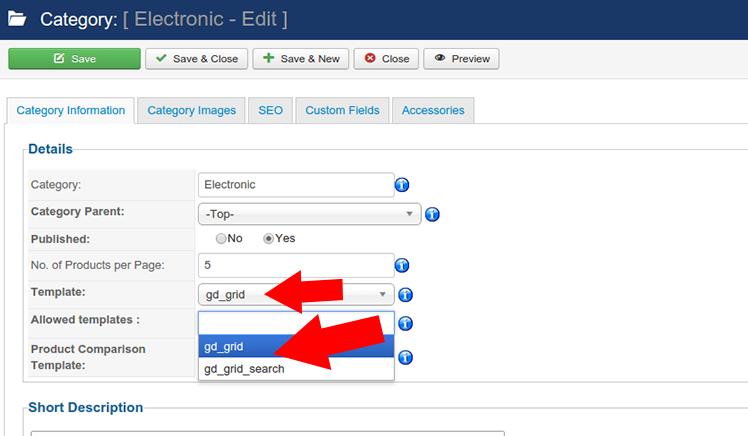 Category: [ Electronic - Edit ]
Save Save & Close Save & New Close Preview
Category Information Category Images SEO Custom Fields Accessories
Details
Category: Electronic
Category Parent: -Top-
Published: No Yes
No. of Products per Page: 5
Template: gd_grid
Allowed templates :
gd_grid
Product Comparison
Template:
gd_grid_search
Short Description